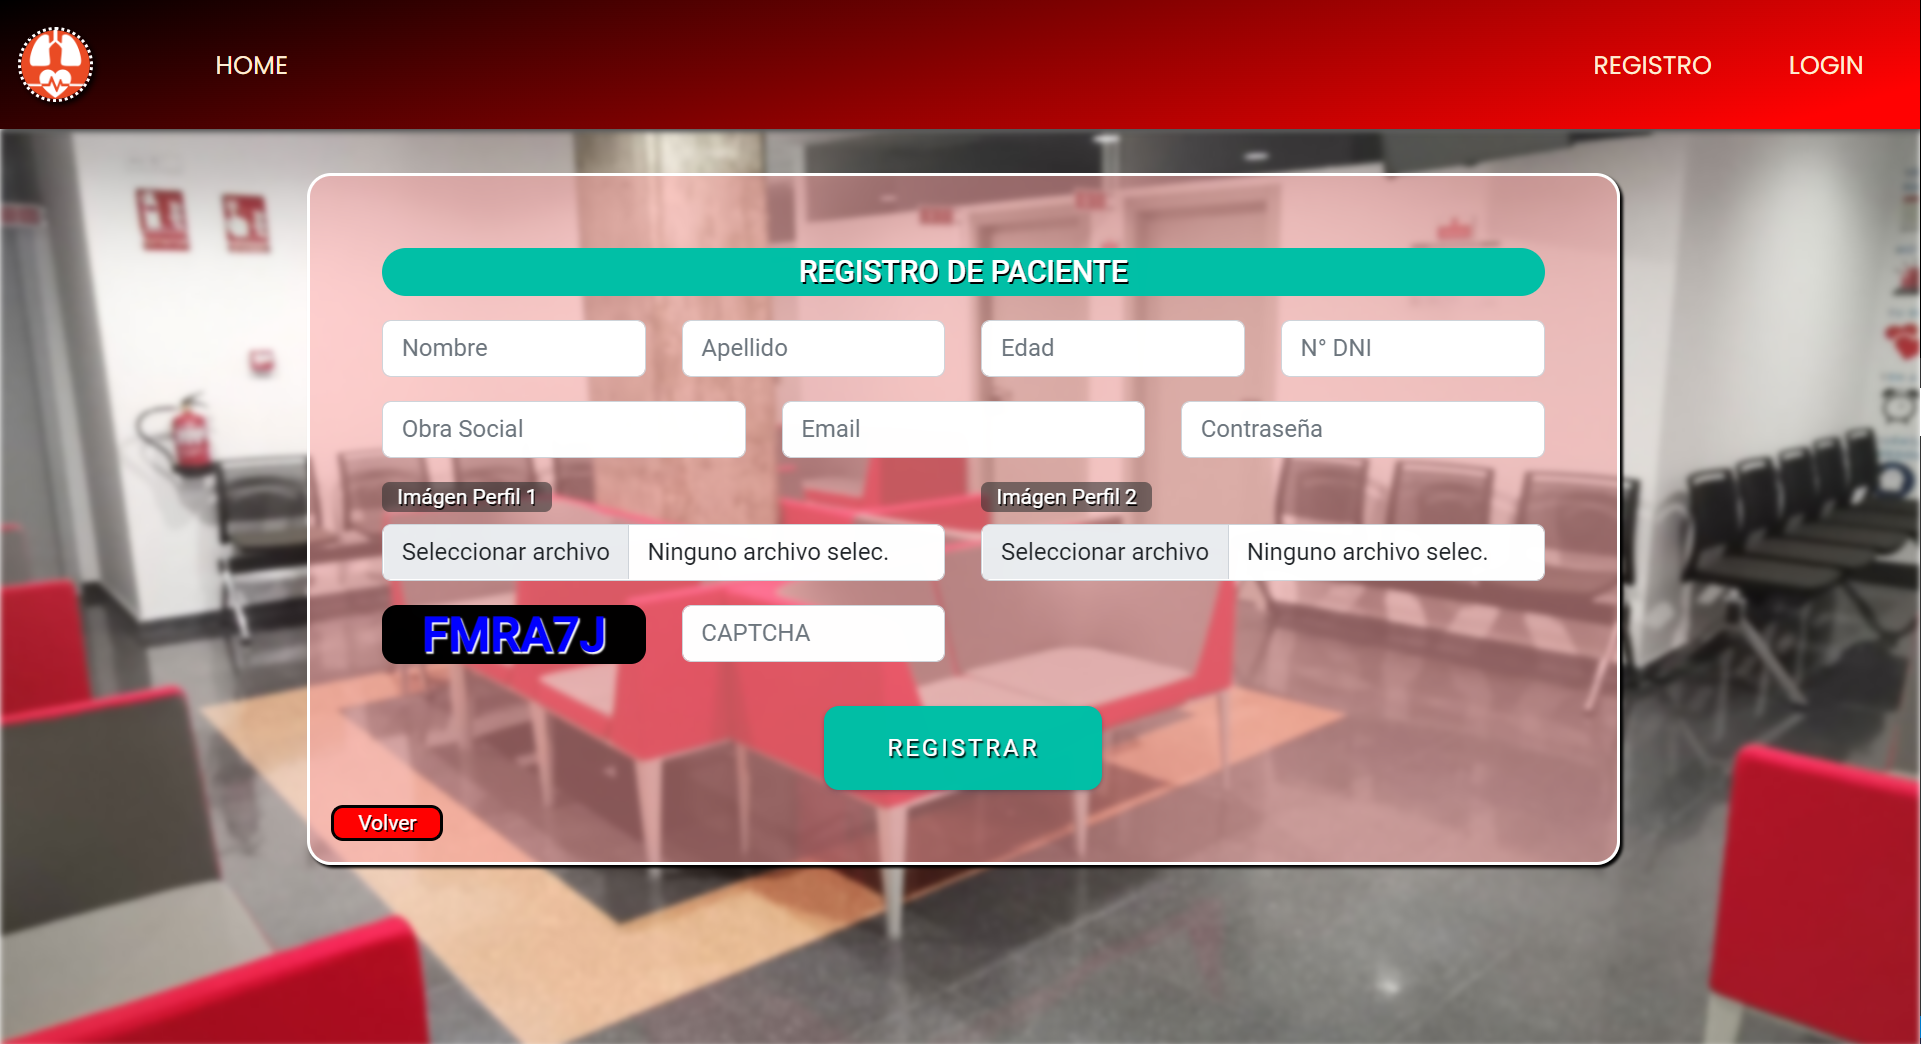 HOME
REGISTRO
LOGIN
REGISTRO DE PACIENTE
Nombre
Apellido
Edad
N° DNI
Obra Social
Email
Contraseña
Imágen Perfil 1
Imágen Perfil 2
Seleccionar archivo
Ninguno archivo selec.
Seleccionar archivo
Ninguno archivo selec.
FMRA7J
CAPTCHA
REGISTRAR
Volver